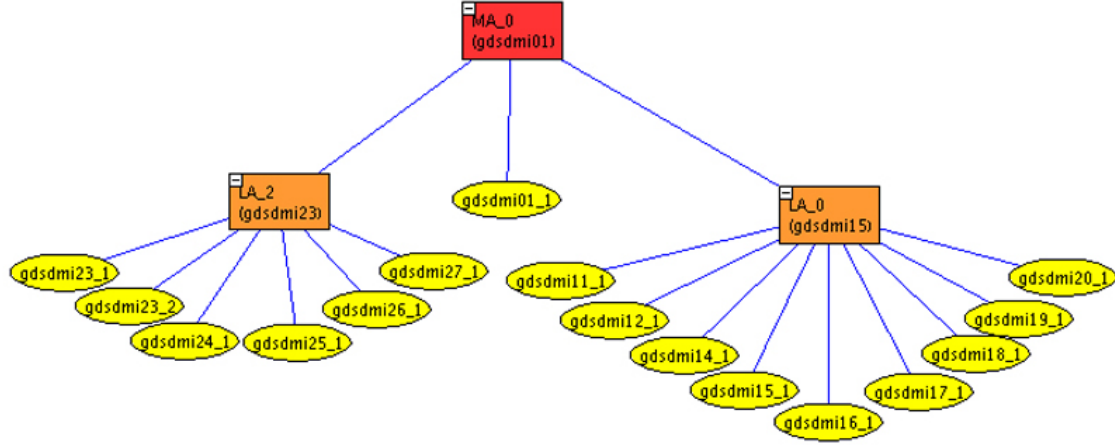 MA_0
(gdsdmi01)
LA_2
(gdsdmi23)
gdsdmi01_1
LA_0
(gdsdmi15)
gdsdmi23_1
gdsdmi23_2
gdsdmi24_1
gdsdmi25_1
gdsdmi26_1
gdsdmi27_1
gdsdmi11_1
gdsdmi12_1
gdsdmi14_1
gdsdmi15_1
gdsdmi16_1
gdsdmi17_1
gdsdmi18_1
gdsdmi19_1
gdsdmi20_1